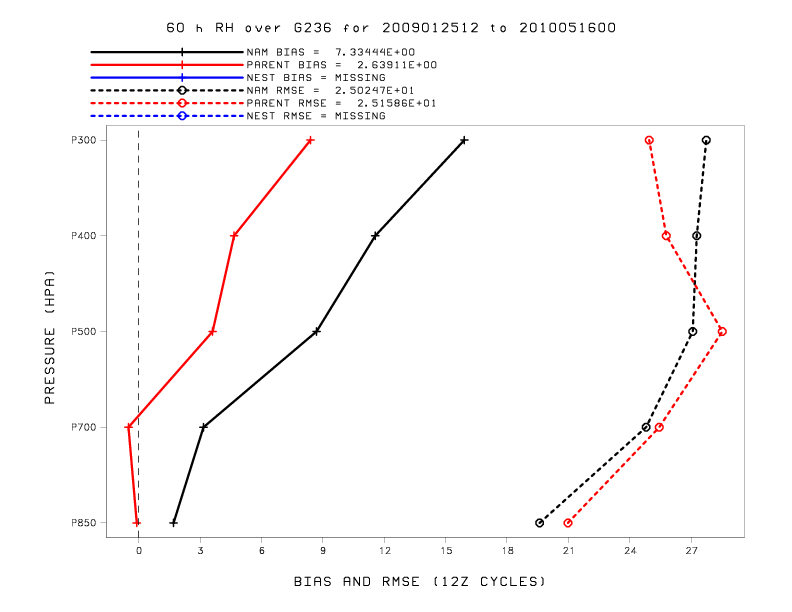 60 h RH over G236 for 2009012512 to 2010051600
NAM BIAS = 7.33444E+00
PARENT BIAS = 2.63911E+00
NEST BIAS = MISSING
NAM RMSE = 2.50247E+01
PARENT RMSE = 2.51586E+01
NEST RMSE = MISSING
P300
P400
P500
P700
P850
PRESSURE (HPA)
0 3 6 9 12 15 18 21 24 27
BIAS AND RMSE (12Z CYCLES)